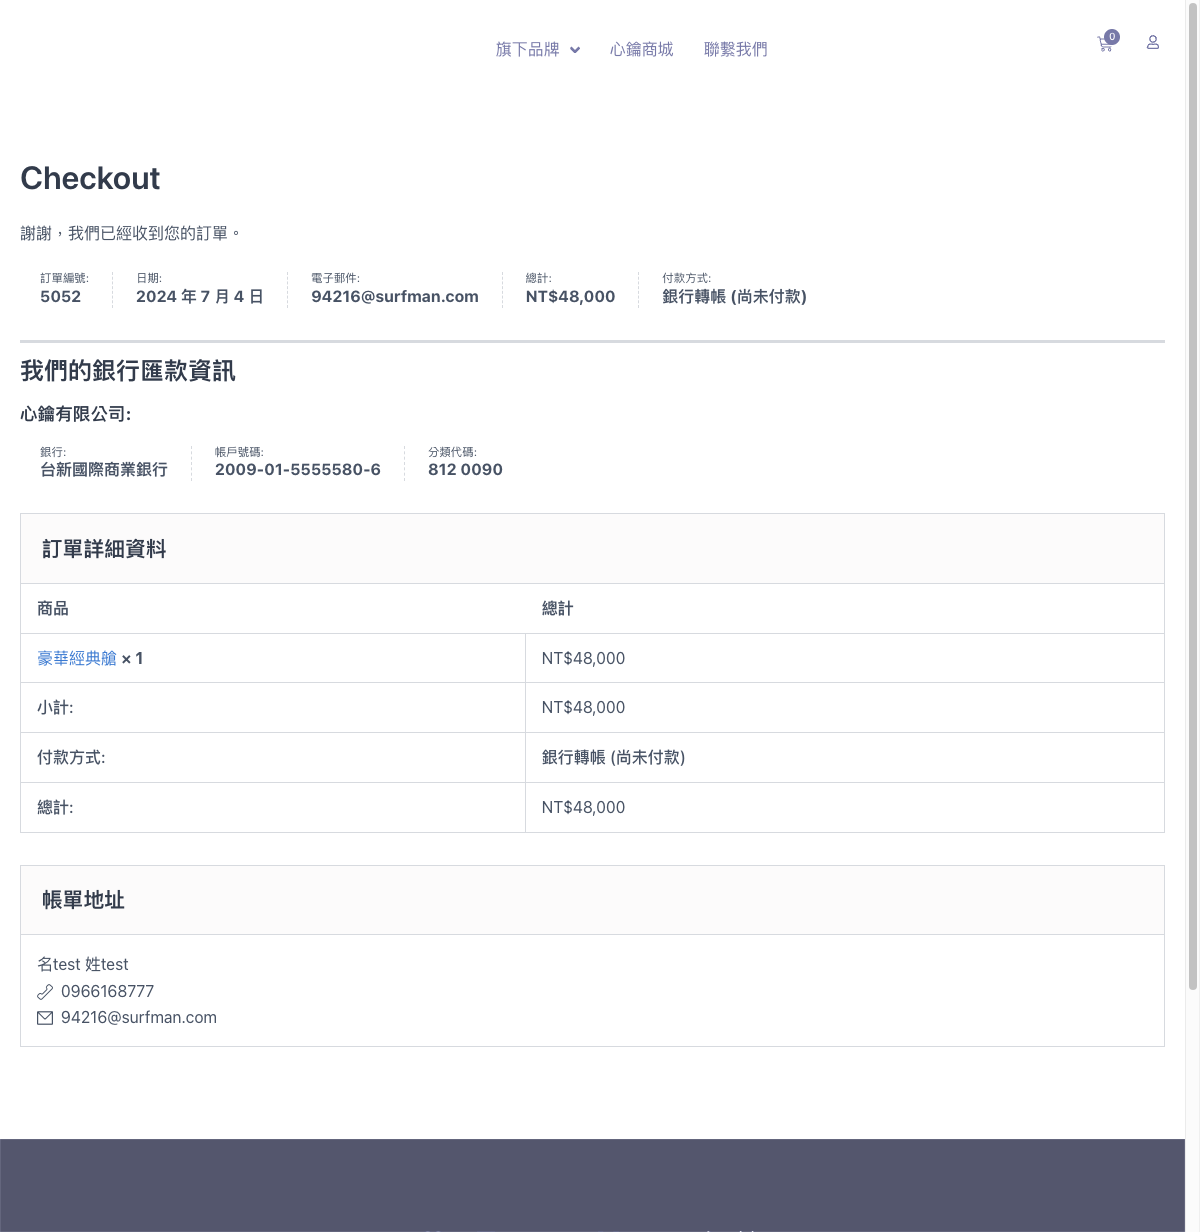 旗下品牌 心鑰商城 聯繫我們 0
Checkout
謝謝，我們已經收到您的訂單。
訂單編號: 日期: 電子郵件: 總計: 付款方式:
5052 2024 年 7 月 4 日 94216@surfman.com NT$48,000 銀行轉帳 (尚未付款)
我們的銀行匯款資訊
心鑰有限公司:
銀行: 帳戶號碼: 分類代碼:
台新國際商業銀行 2009-01-5555580-6 812 0090
訂單詳細資料
商品 總計
豪華經典艙 × 1 NT$48,000
小計: NT$48,000
付款方式: 銀行轉帳 (尚未付款)
總計: NT$48,000
帳單地址
名test 姓test
0966168777
94216@surfman.com